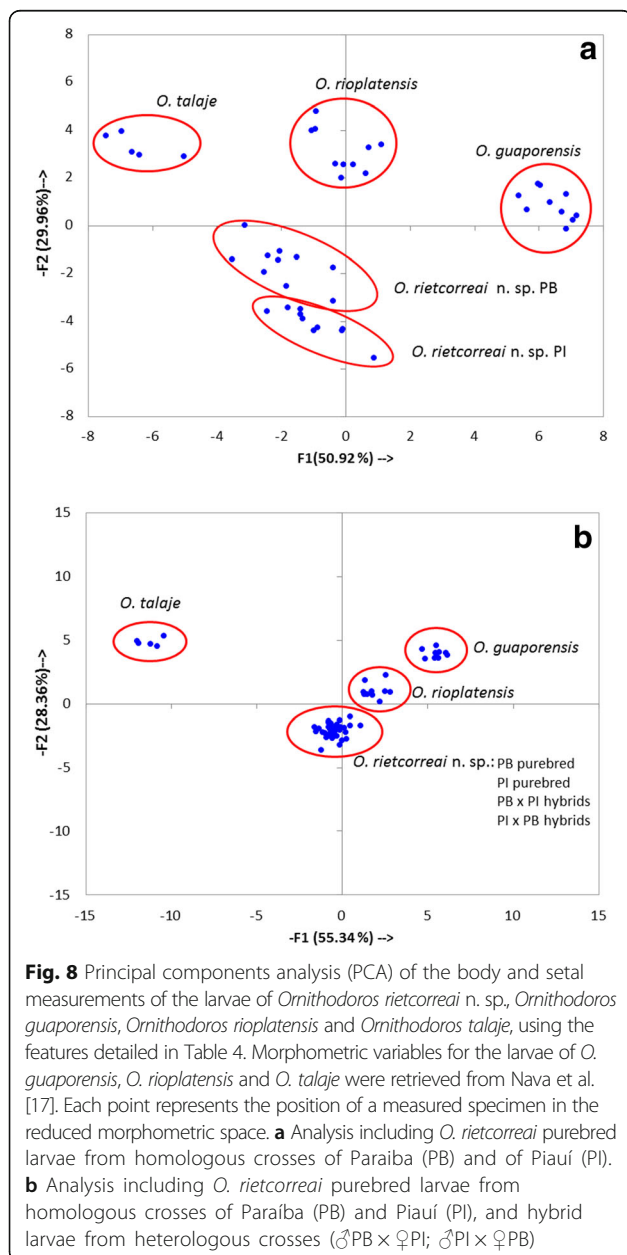 a
8
6
4
2
0
-2
-4
-6
-8
-F2 (29.96%)-->
O. talaje
O. rioplatensis
O. guaporensis
O. rietcorreai n. sp. PB
O. rietcorreai n. sp. PI
-8 -6 -4 -2 0 2 4 6 8
F1(50.92 %) -->
b
15
10
5
0
-5
-10
-15
-F2 (28.36%)-->
O. talaje
O. guaporensis
O. rioplatensis
O. rietcorreai n. sp.: PB purebred
PI purebred
PB x PI hybrids
PI x PB hybrids
-15 -10 -5 0 5 10 15
-F1 (55.34 %) -->
Fig. 8 Principal components analysis (PCA) of the body and setal
measurements of the larvae of Ornithodoros rietcorreai n. sp., Ornithodoros
guaporensis, Ornithodoros rioplatensis and Ornithodoros talaje, using the
features detailed in Table 4. Morphometric variables for the larvae of O.
guaporensis, O. rioplatensis and O. talaje were retrieved from Nava et al.
[17]. Each point represents the position of a measured specimen in the
reduced morphometric space. a Analysis including O. rietcorreai purebred
larvae from homologous crosses of Paraiba (PB) and of Piauí (PI).
b Analysis including O. rietcorreai purebred larvae from
homologous crosses of Paraíba (PB) and Piauí (PI), and hybrid
larvae from heterologous crosses (♂PB × ♀PI; ♂PI × ♀PB)